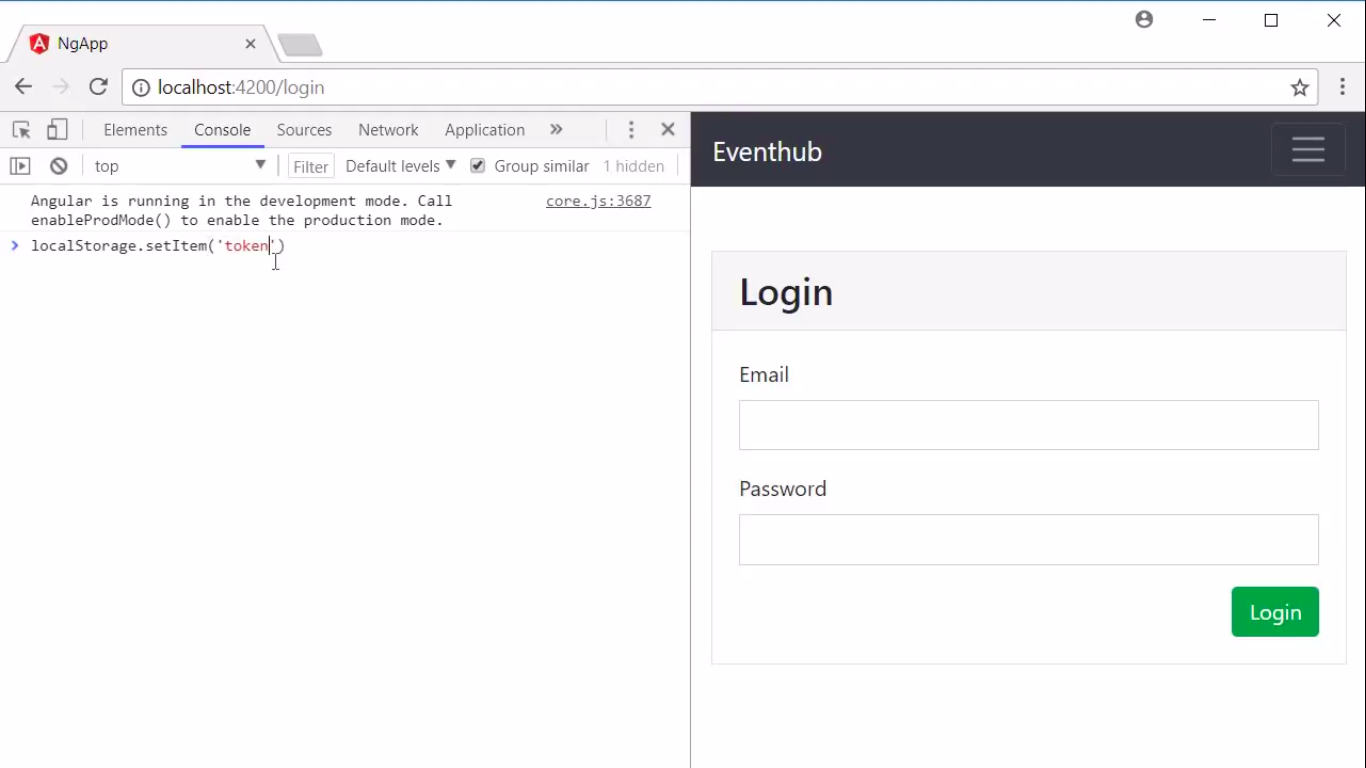 NgApp
localhost:4200/login
Elements Console Sources Network Application »
top Filter Default levels Group similar 1 hidden
Angular is running in the development mode. Call core.js:3687
enableProdMode() to enable the production mode.
> localStorage.setItem('token')
Eventhub
Login
Email
Password
Login